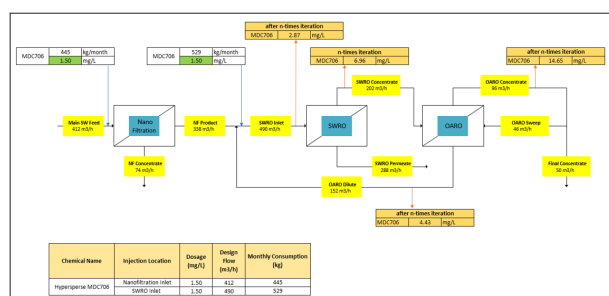 after n-times iteration
MDC706 2.87 mg/L
MDC706 445 kg/month
1.50 mg/L
MDC706 529 kg/month
1.50 mg/L
n-times iteration
MDC706 6.96 mg/L
after n-times iteration
MDC706 14.65 mg/L
SWRO Concentrate
202 m3/h
OARO Concentrate
96 m3/h
Main SW Feed
412 m3/h
Nano
Filtration
NF Product
338 m3/h
SWRO Inlet
490 m3/h
SWRO
OARO
OARO Sweep
46 m3/h
NF Concentrate
74 m3/h
SWRO Permeate
288 m3/h
Final Concentrate
50 m3/h
OARO Dilute
152 m3/h
after n-times iteration
MDC706 4.43 mg/L
Chemical Name Injection Location Dosage (mg/L) Design Flow (m3/h) Monthly Consumption (kg)
Hypersperse MDC706 Nanofiltration Inlet 1.50 412 445
SWRO Inlet 1.50 490 529